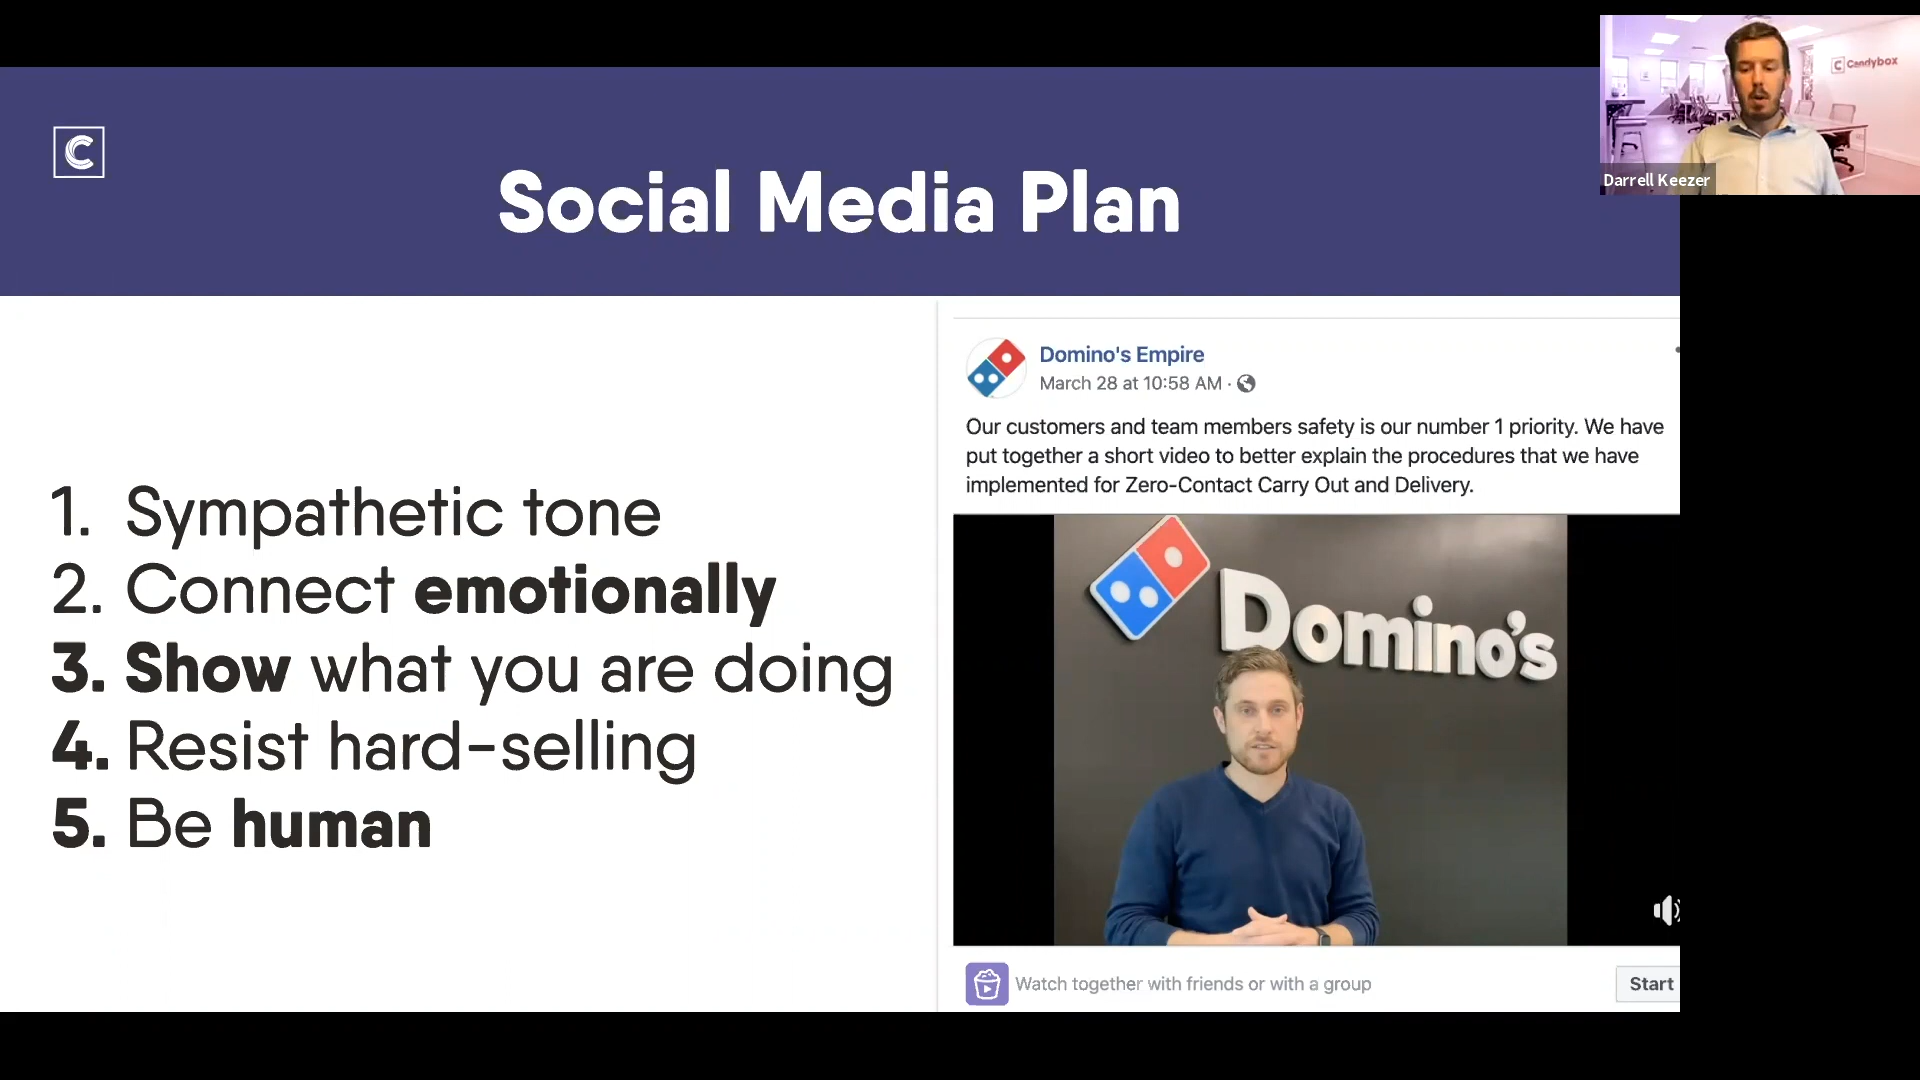 C
Social Media Plan
C Candybox
Darrell Keezer
1. Sympathetic tone
2. Connect emotionally
3. Show what you are doing
4. Resist hard-selling
5. Be human
Domino's Empire
March 28 at 10:58 AM ·
Our customers and team members safety is our number 1 priority. We have
put together a short video to better explain the procedures that we have
implemented for Zero-Contact Carry Out and Delivery.
Domino's
Watch together with friends or with a group
Start